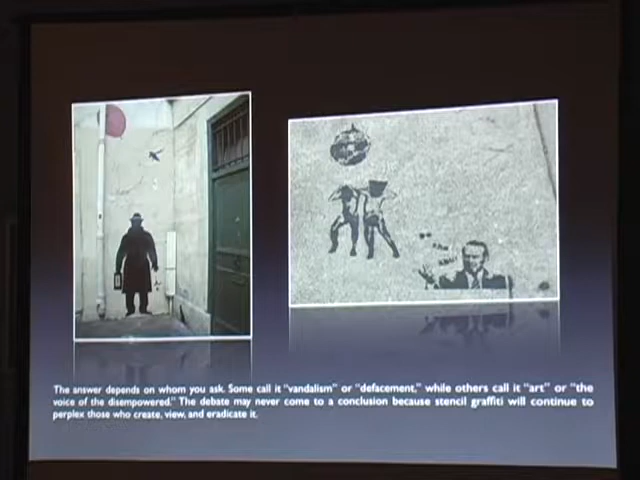 The answer depends on whom you ask. Some call it "vandalism" or "defacement," while others call it "art" or "the
voice of the disempowered." The debate may never come to a conclusion because stencil graffiti will continue to
perplex those who create, view, and eradicate it.